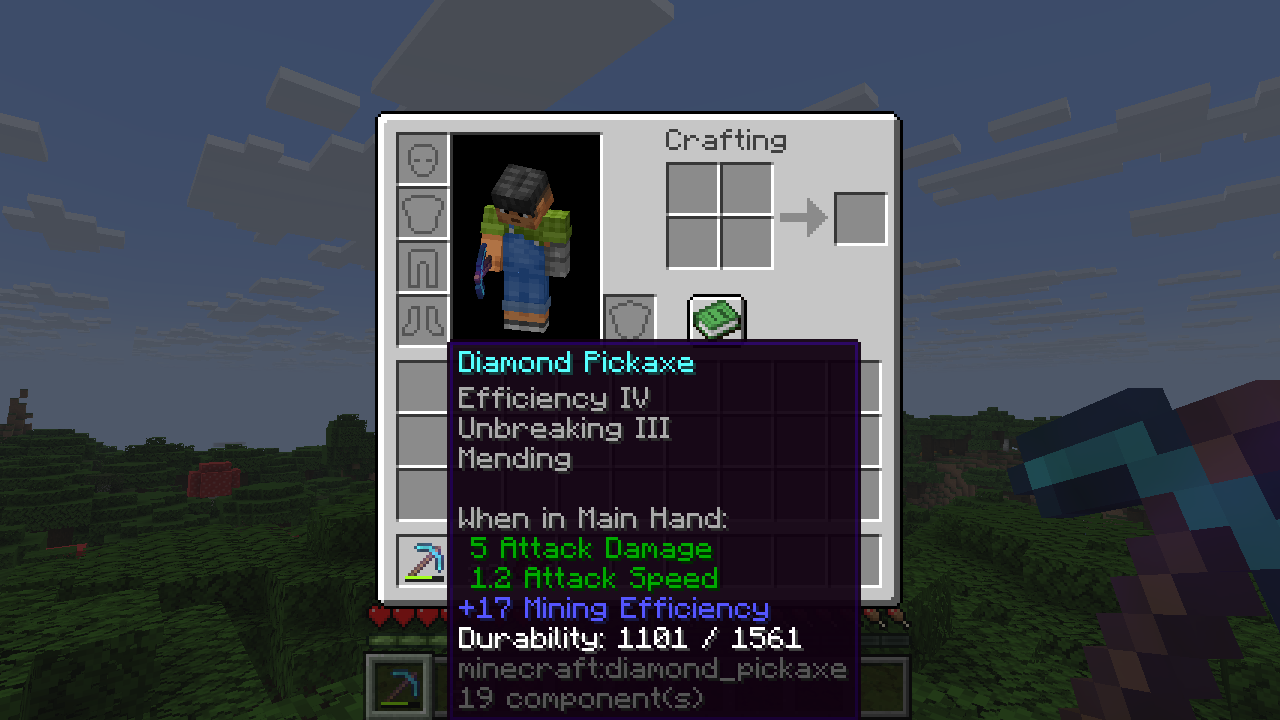 Crafting
Diamond Pickaxe
Efficiency IV
Unbreaking III
Mending
When in Main Hand:
5 Attack Damage
1.2 Attack Speed
+17 Mining Efficiency
Durability: 1101 / 1561
minecraft:diamond_pickaxe
19 component(s)